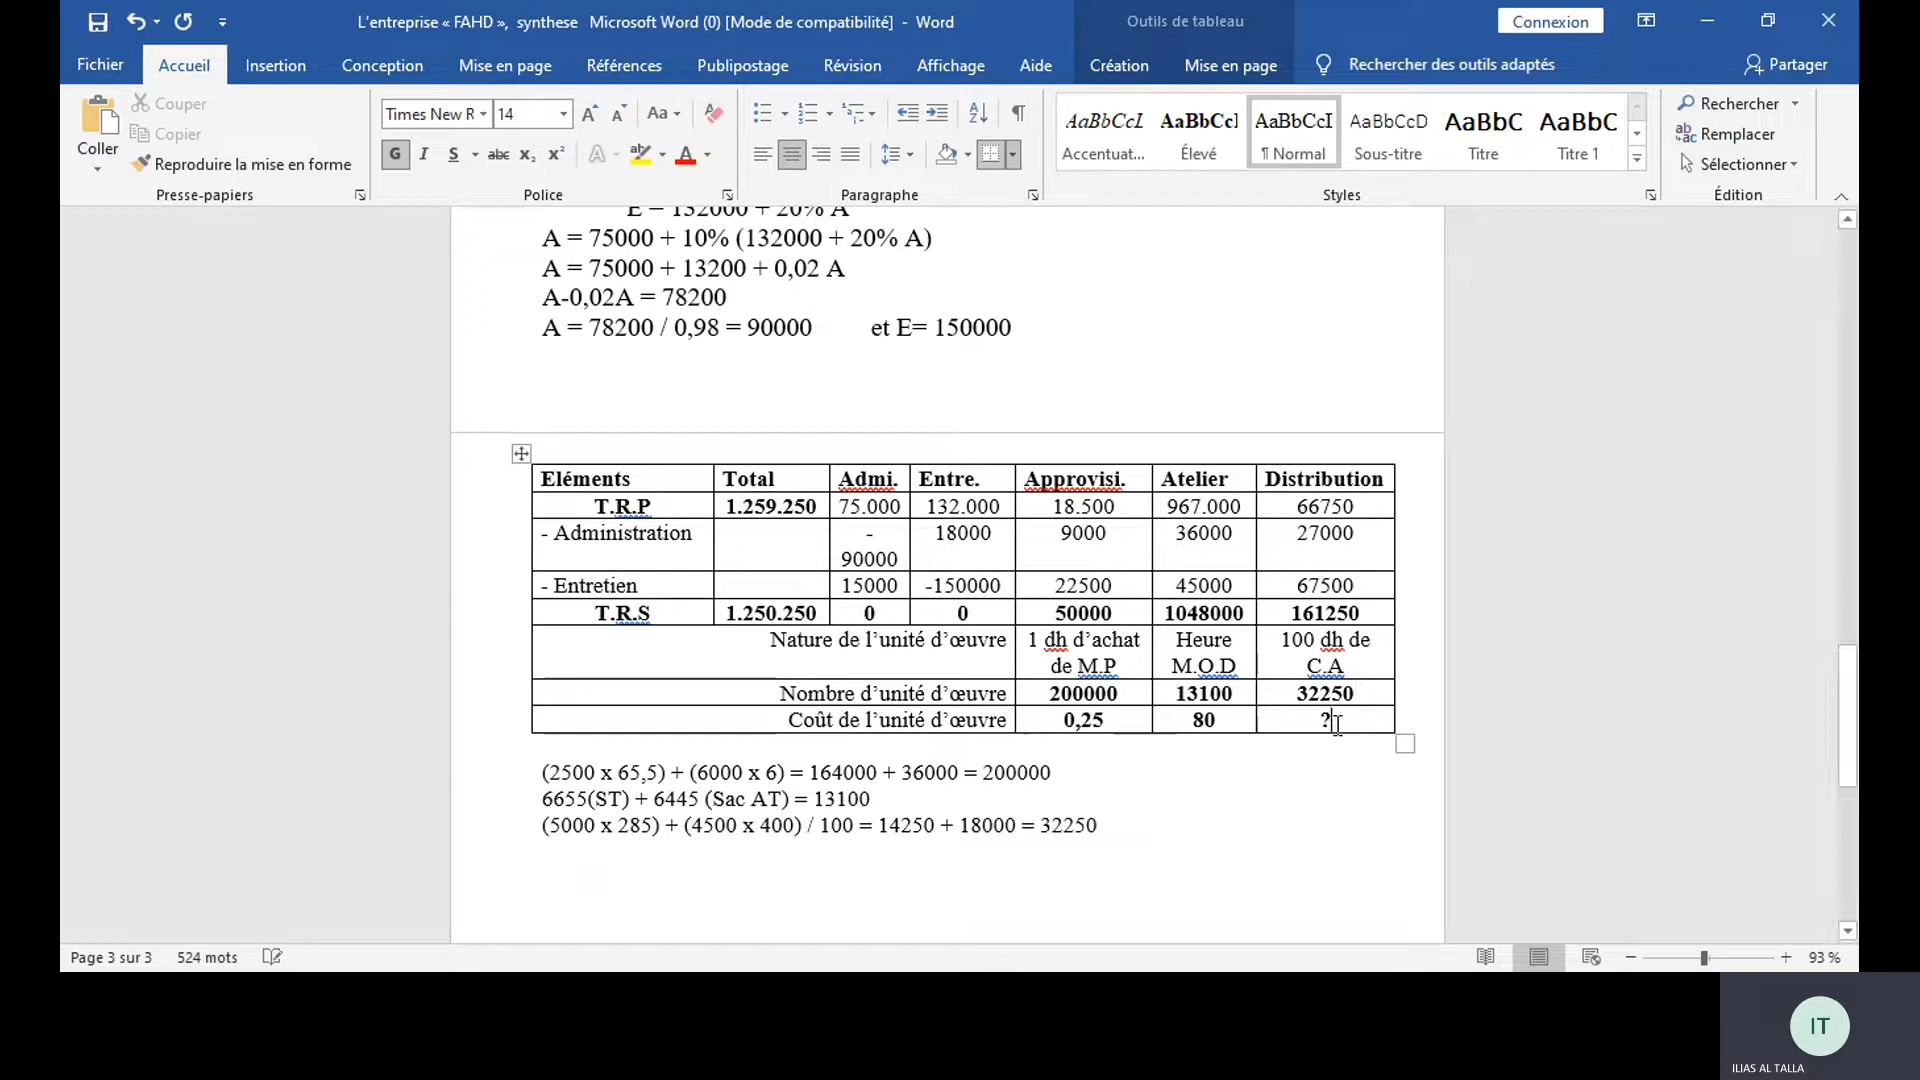 L'entreprise « FAHD », synthese Microsoft Word (0) [Mode de compatibilité] - Word
Outils de tableau
Connexion
Fichier Accueil Insertion Conception Mise en page Références Publipostage Révision Affichage Aide Création Mise en page Rechercher des outils adaptés Partager
Coller
Couper
Copier
Reproduire la mise en forme
Presse-papiers
Times New R 14
Police
Paragraphe
AaBbCcL AaBbCcI AaBbCcI AaBbCcD AaBbC AaBbC
Accentuat... Élevé ¶ Normal Sous-titre Titre Titre 1
Styles
Rechercher
Remplacer
Sélectionner
Édition
E = 132000 + 20% A
A = 75000 + 10% (132000 + 20% A)
A = 75000 + 13200 + 0,02 A
A-0,02A = 78200
A = 78200 / 0,98 = 90000 et E= 150000
Eléments Total Admi. Entre. Approvisi. Atelier Distribution
T.R.P 1.259.250 75.000 132.000 18.500 967.000 66750
- Administration - 90000 18000 9000 36000 27000
- Entretien 15000 -150000 22500 45000 67500
T.R.S 1.250.250 0 0 50000 1048000 161250
Nature de l'unité d'œuvre 1 dh d'achat de M.P Heure M.O.D 100 dh de C.A
Nombre d'unité d'œuvre 200000 13100 32250
Coût de l'unité d'œuvre 0,25 80 ?
(2500 x 65,5) + (6000 x 6) = 164000 + 36000 = 200000
6655(ST) + 6445 (Sac AT) = 13100
(5000 x 285) + (4500 x 400) / 100 = 14250 + 18000 = 32250
Page 3 sur 3 524 mots 93 %
IT
ILIAS AL TALLA